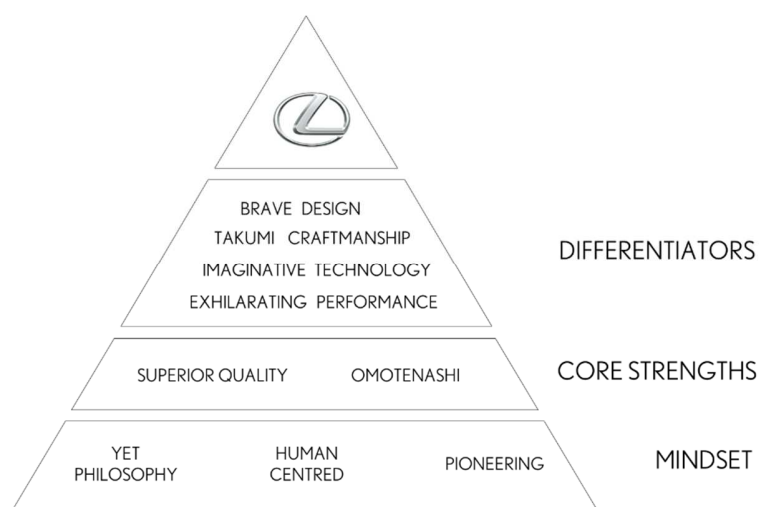 BRAVE DESIGN
TAKUMI CRAFTMANSHIP
IMAGINATIVE TECHNOLOGY
EXHILARATING PERFORMANCE
DIFFERENTIATORS
SUPERIOR QUALITY
OMOTENASHI
CORE STRENGTHS
YET
PHILOSOPHY
HUMAN
CENTRED
PIONEERING
MINDSET